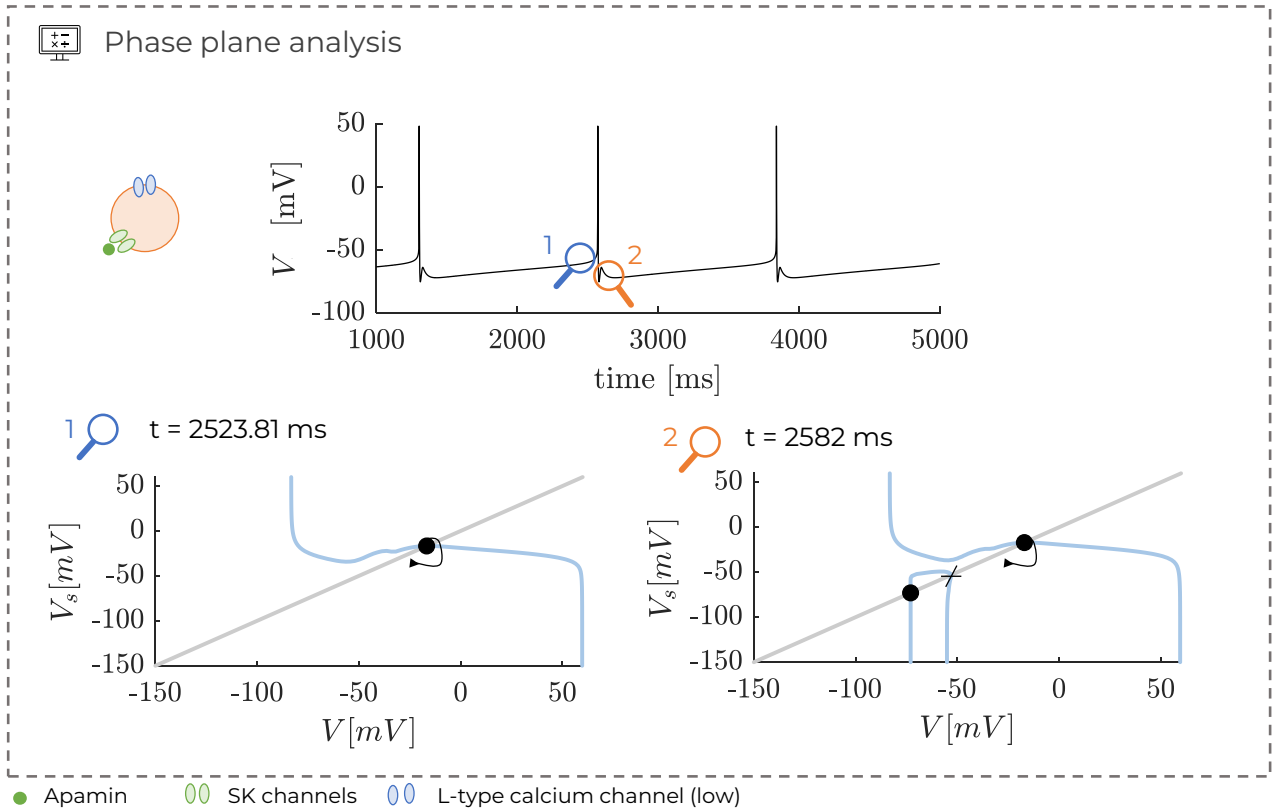 Phase plane analysis
50
0
-50
-100
V [mV]
1
2
1000 2000 3000 4000 5000
time [ms]
1 t = 2523.81 ms
50
0
-50
-100
-150
V_s[mV]
-150 -100 -50 0 50
V[mV]
2 t = 2582 ms
50
0
-50
-100
-150
V_s[mV]
-150 -100 -50 0 50
V[mV]
Apamin SK channels L-type calcium channel (low)